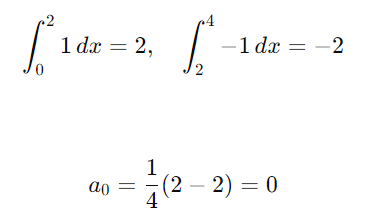 ∫₀² 1 dx = 2, ∫₂⁴ −1 dx = −2
a₀ = 1/4 (2 − 2) = 0